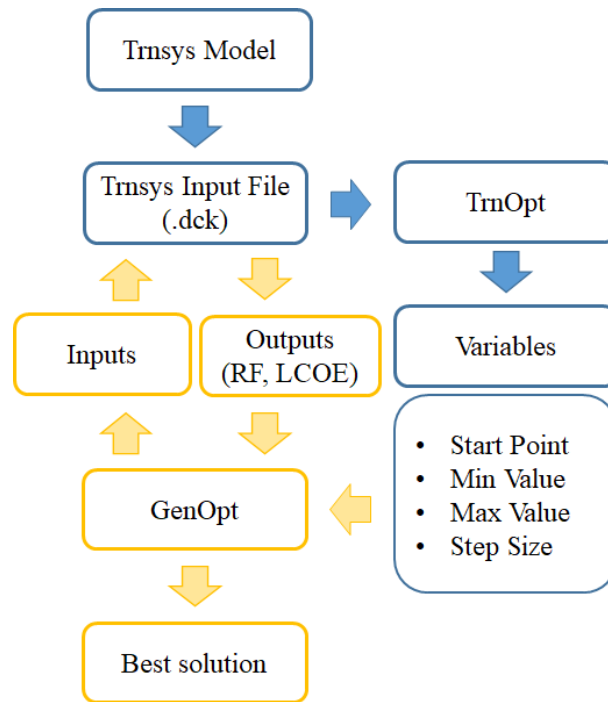 Trnsys Model
Trnsys Input File
(.dck)
TrnOpt
Inputs
Outputs
(RF, LCOE)
Variables
• Start Point
• Min Value
• Max Value
• Step Size
GenOpt
Best solution